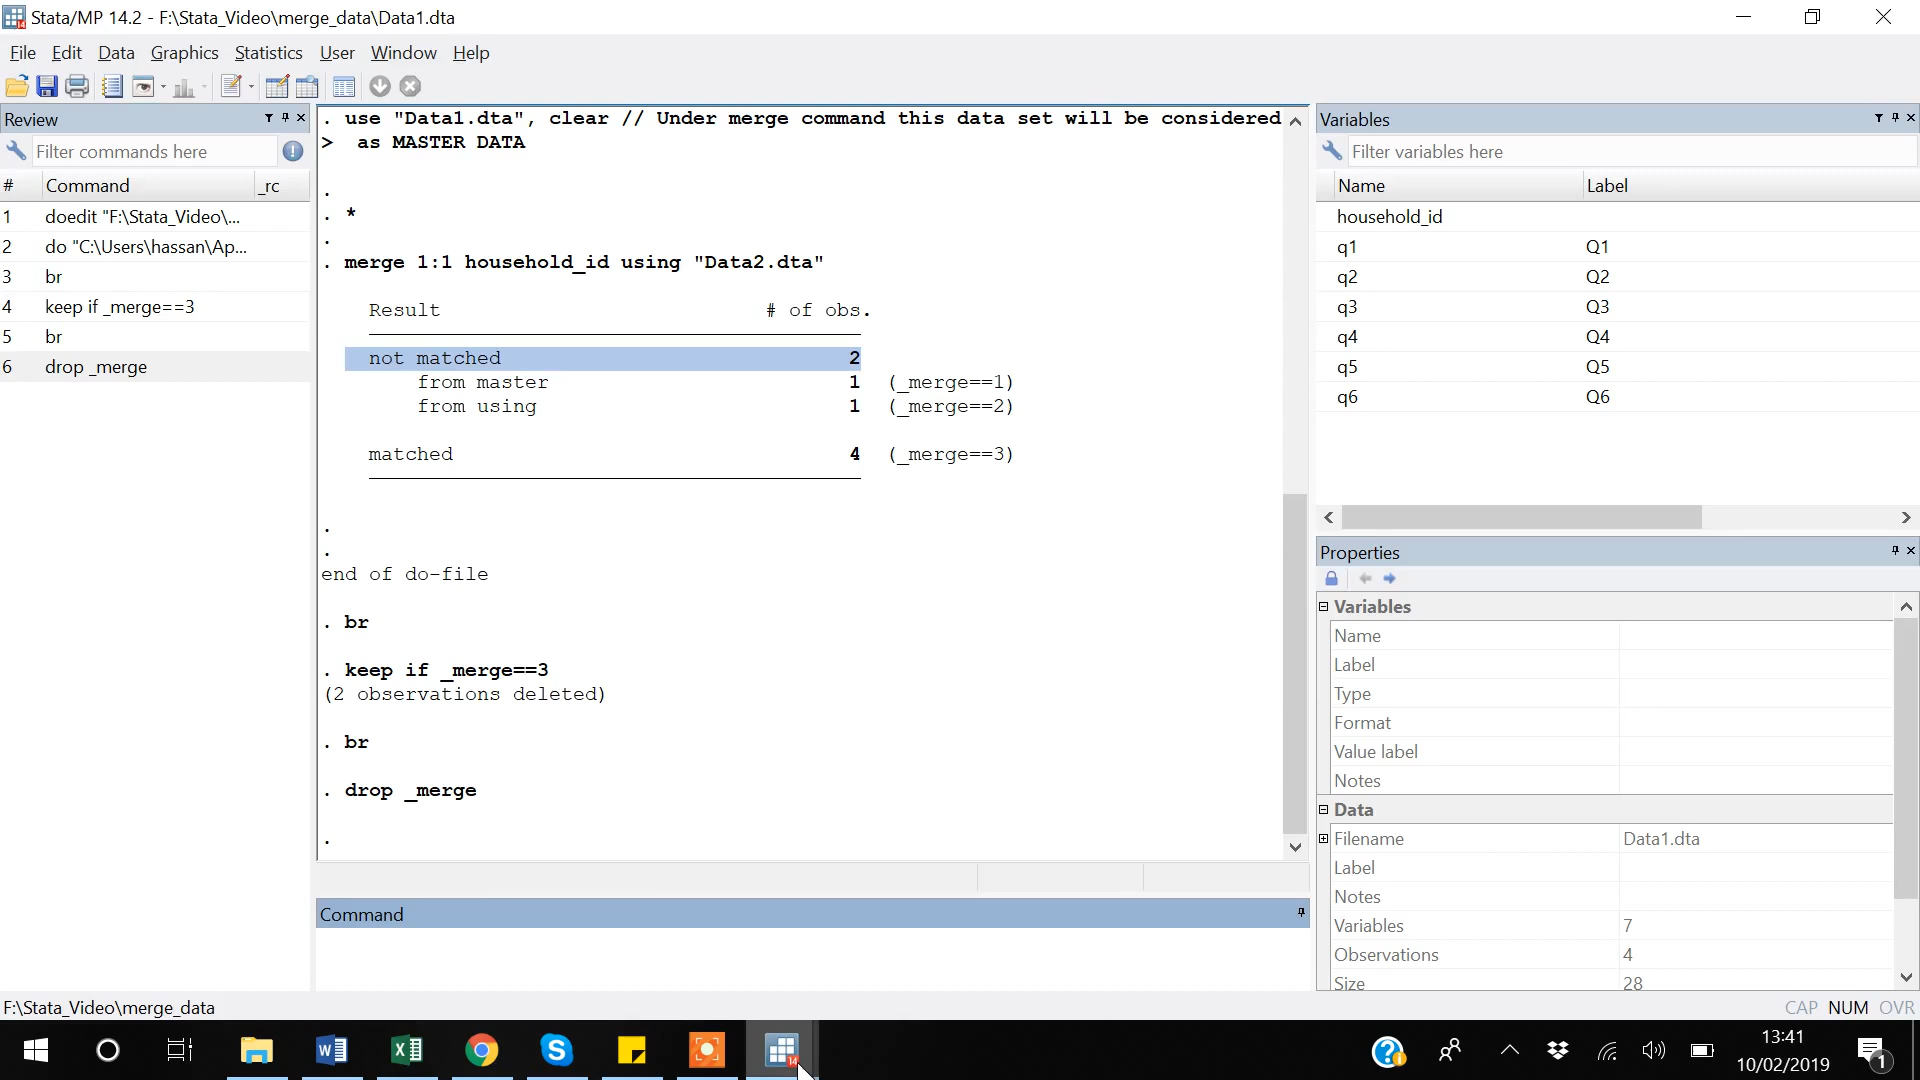 Stata/MP 14.2 - F:\Stata_Video\merge_data\Data1.dta
File Edit Data Graphics Statistics User Window Help
Review
Filter commands here
# Command _rc
1 doedit "F:\Stata_Video\...
2 do "C:\Users\hassan\Ap...
3 br
4 keep if _merge==3
5 br
6 drop _merge
. use "Data1.dta", clear // Under merge command this data set will be considered
> as MASTER DATA
.
. *
.
. merge 1:1 household_id using "Data2.dta"
Result # of obs.
not matched 2
from master 1 (_merge==1)
from using 1 (_merge==2)
matched 4 (_merge==3)
.
.
end of do-file
. br
. keep if _merge==3
(2 observations deleted)
. br
. drop _merge
.
Command
Variables
Filter variables here
Name Label
household_id
q1 Q1
q2 Q2
q3 Q3
q4 Q4
q5 Q5
q6 Q6
Properties
Variables
Name
Label
Type
Format
Value label
Notes
Data
Filename Data1.dta
Label
Notes
Variables 7
Observations 4
Size 28
F:\Stata_Video\merge_data
CAP NUM OVR
14
13:41
10/02/2019
1